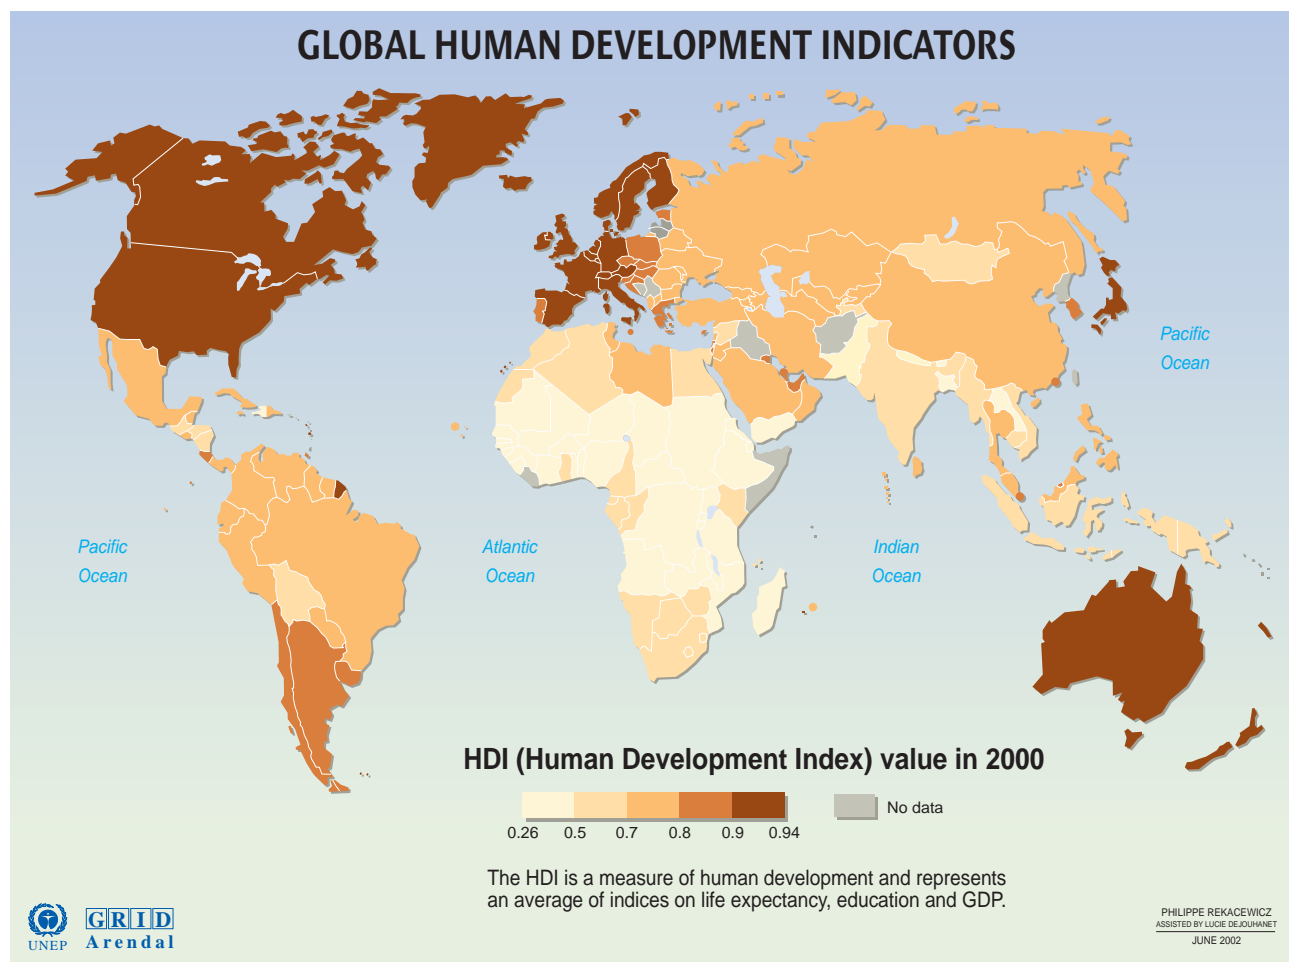 GLOBAL HUMAN DEVELOPMENT INDICATORS
Pacific
Ocean
Pacific
Ocean
Atlantic
Ocean
Indian
Ocean
HDI (Human Development Index) value in 2000
0.26 0.5 0.7 0.8 0.9 0.94
No data
The HDI is a measure of human development and represents
an average of indices on life expectancy, education and GDP.
UNEP
GRID
Arendal
PHILIPPE REKACEWICZ
ASSISTED BY LUCIE DEJOUHANET
JUNE 2002